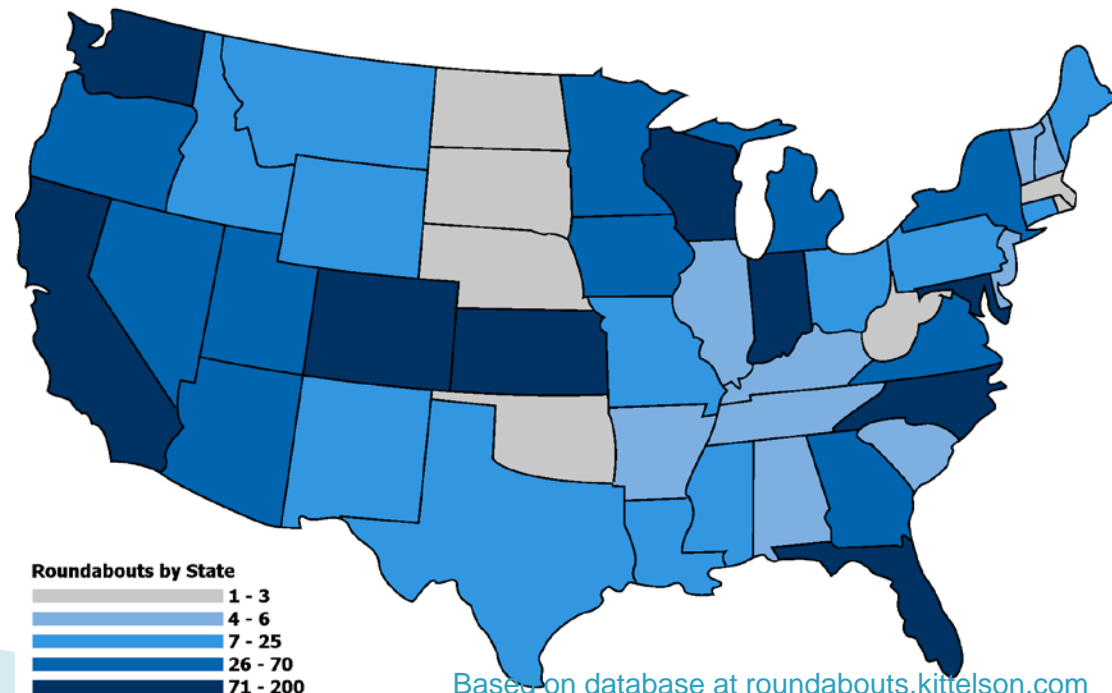 Roundabouts by State
1 - 3
4 - 6
7 - 25
26 - 70
71 - 200
Based on database at roundabouts.kittelson.com